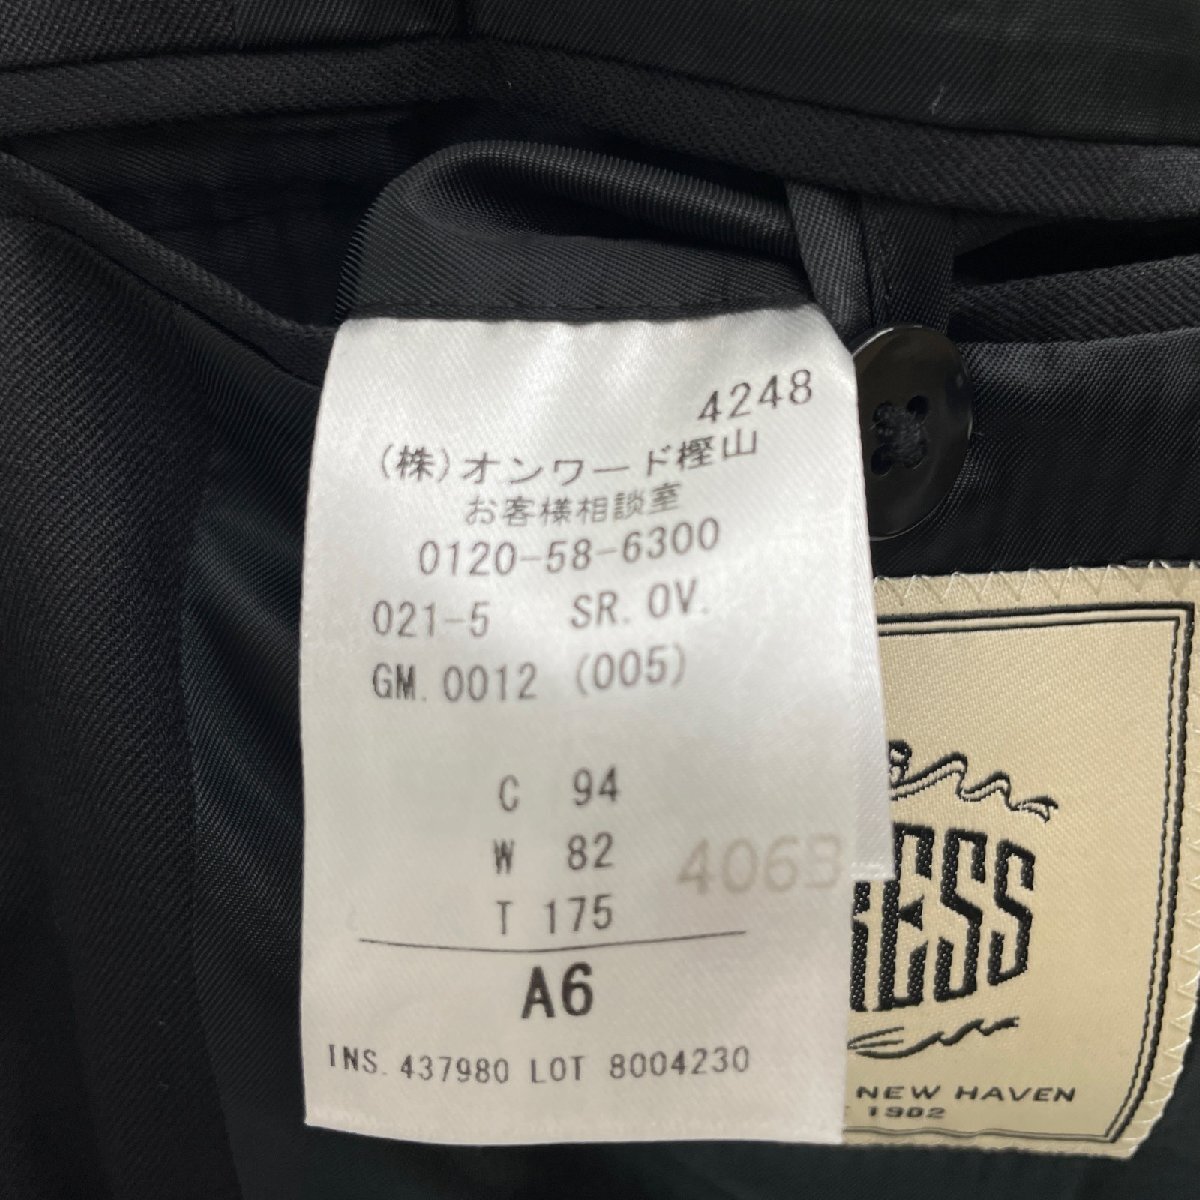 4248
(株)オンワード樫山
お客様相談室
0120-58-6300
021-5 SR. OV.
GM. 0012 (005)
C 94
W 82
T 175
406B
A6
INS. 437980 LOT 8004230
RESS
NEW HAVEN
1902